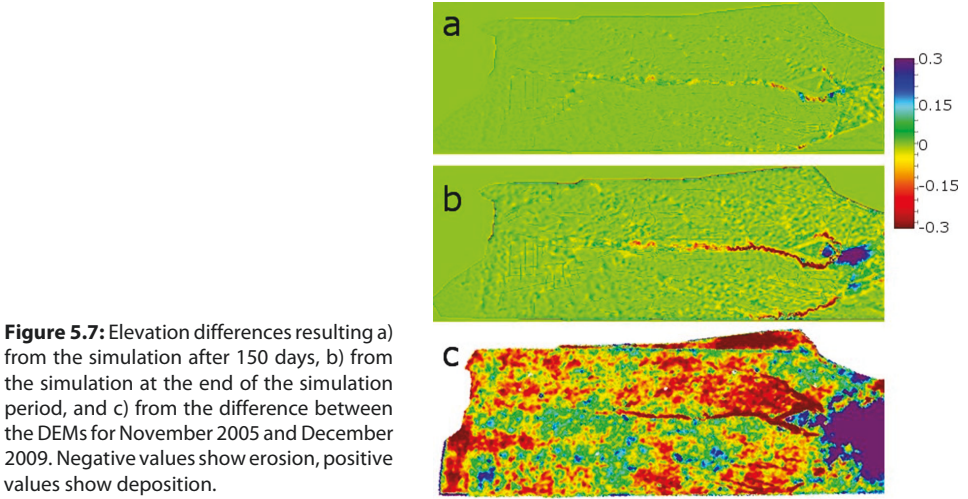 a
0.3
0.15
0
-0.15
-0.3
b
c
Figure 5.7: Elevation differences resulting a)
from the simulation after 150 days, b) from
the simulation at the end of the simulation
period, and c) from the difference between
the DEMs for November 2005 and December
2009. Negative values show erosion, positive
values show deposition.